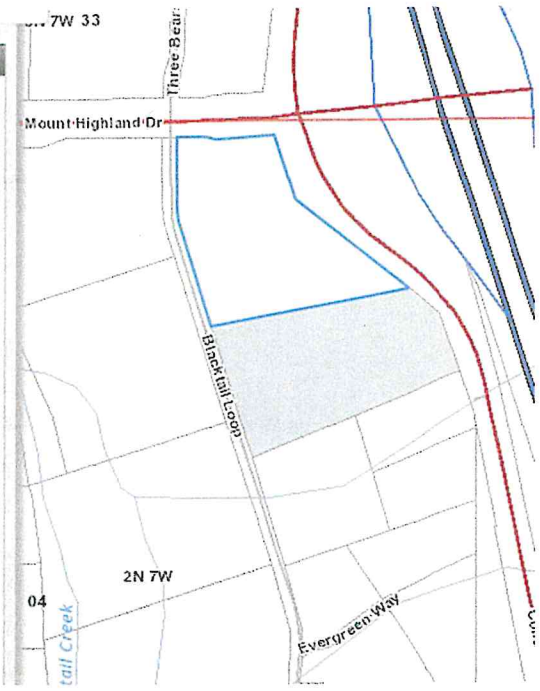 7W 33
Three Bear
Mount Highland Dr
Blacktail Loop
2N 7W
04
Evergreen Way
tail Creek